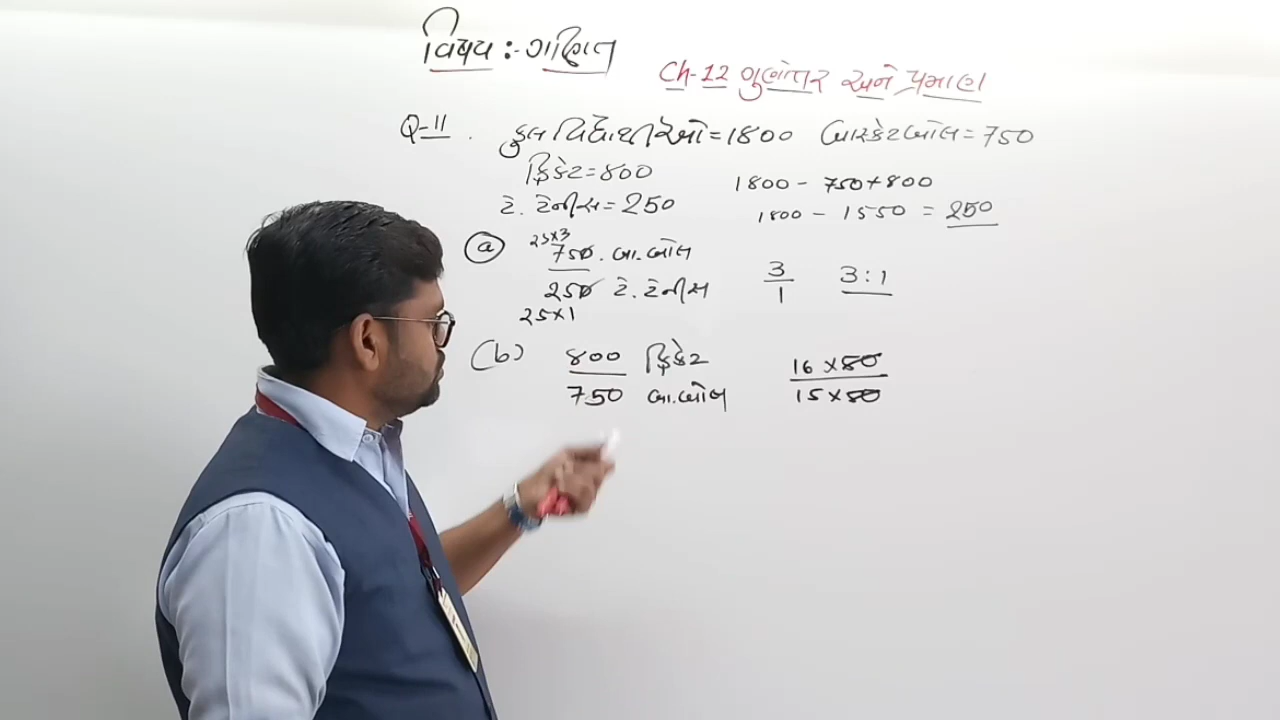 વિષય :- ગણિત
Ch-12 ગુણોત્તર અને પ્રમાણ
Q-11 . કુલ વિદ્યાર્થીઓ = 1800 બાસ્કેટબોલ = 750
ક્રિકેટ = 800 1800 - 750 + 800
ટે. ટેનીસ = 250 1800 - 1550 = 250
(a) 25×3
750. બા. બોલ 3 3 : 1
250 ટે. ટેનીસ 1
25×1
(b) 800 ક્રિકેટ 16 × 50
750 બા.બોલ 15 × 50